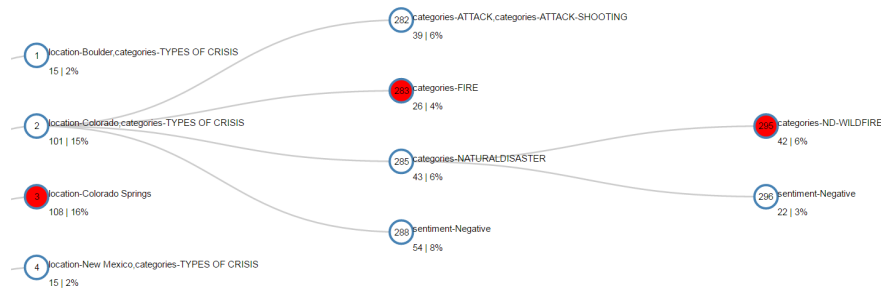 1 location-Boulder,categories-TYPES OF CRISIS
15 | 2%
2 location-Colorado,categories-TYPES OF CRISIS
101 | 15%
3 location-Colorado Springs
108 | 16%
4 location-New Mexico,categories-TYPES OF CRISIS
15 | 2%
282 categories-ATTACK,categories-ATTACK-SHOOTING
39 | 6%
283 categories-FIRE
26 | 4%
285 categories-NATURALDISASTER
43 | 6%
288 sentiment-Negative
54 | 8%
295 categories-ND-WILDFIRE
42 | 6%
296 sentiment-Negative
22 | 3%